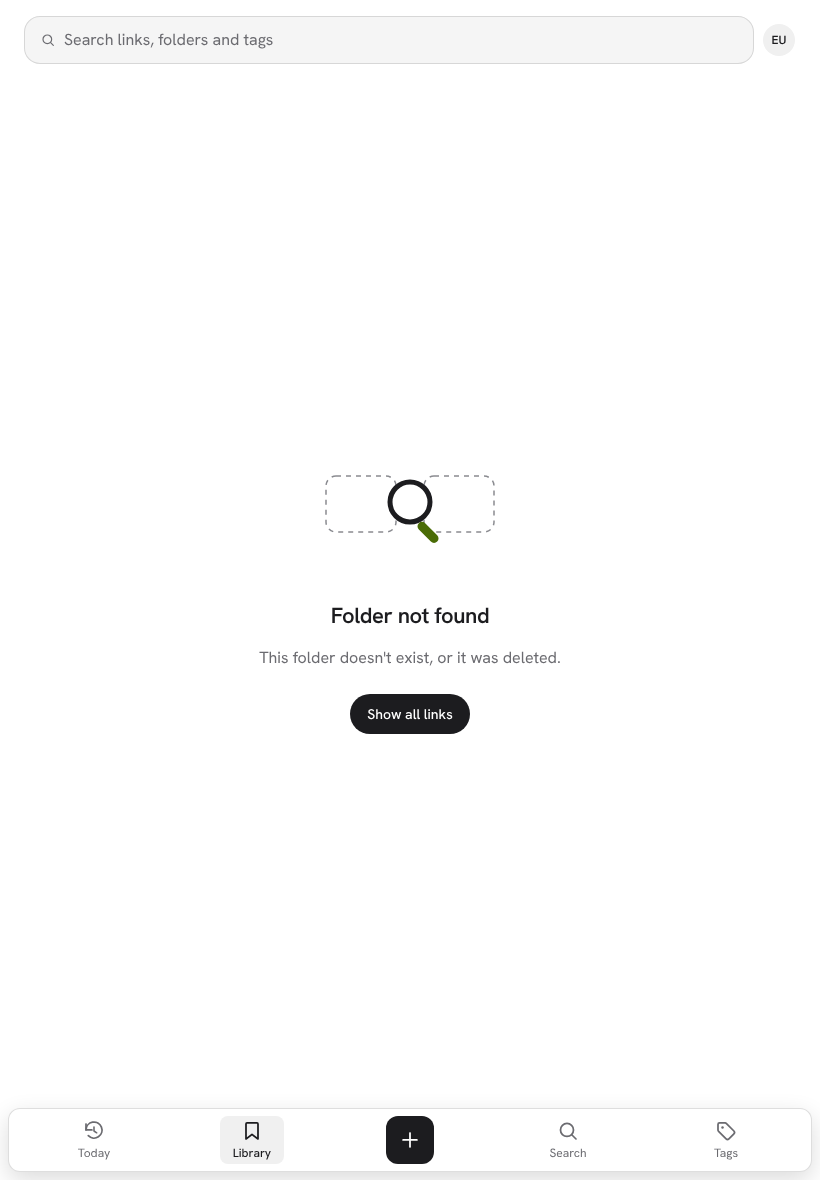 Search links, folders and tags
EU
Folder not found
This folder doesn't exist, or it was deleted.
Show all links
Today
Library
Search
Tags